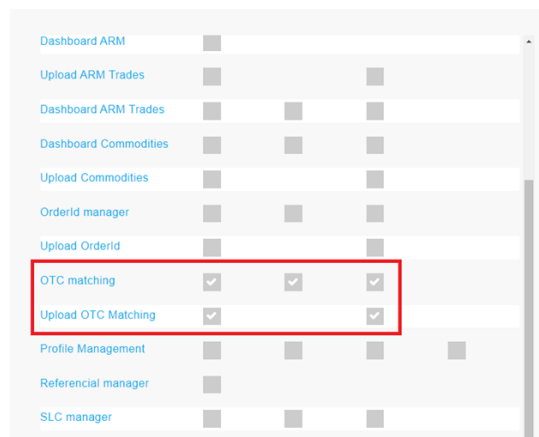 Dashboard ARM
Upload ARM Trades
Dashboard ARM Trades
Dashboard Commodities
Upload Commodities
OrderId manager
Upload OrderId
OTC matching
Upload OTC Matching
Profile Management
Referencial manager
SLC manager